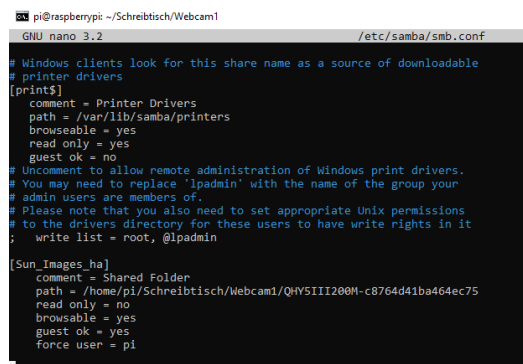 pi@raspberrypi: ~/Schreibtisch/Webcam1
GNU nano 3.2 /etc/samba/smb.conf
# Windows clients look for this share name as a source of downloadable
# printer drivers
[print$]
comment = Printer Drivers
path = /var/lib/samba/printers
browseable = yes
read only = yes
guest ok = no
# Uncomment to allow remote administration of Windows print drivers.
# You may need to replace 'lpadmin' with the name of the group your
# admin users are members of.
# Please note that you also need to set appropriate Unix permissions
# to the drivers directory for these users to have write rights in it
;   write list = root, @lpadmin
[Sun_Images_ha]
comment = Shared Folder
path = /home/pi/Schreibtisch/Webcam1/QHY5III200M-c8764d41ba464ec75
read only = no
browsable = yes
guest ok = yes
force user = pi